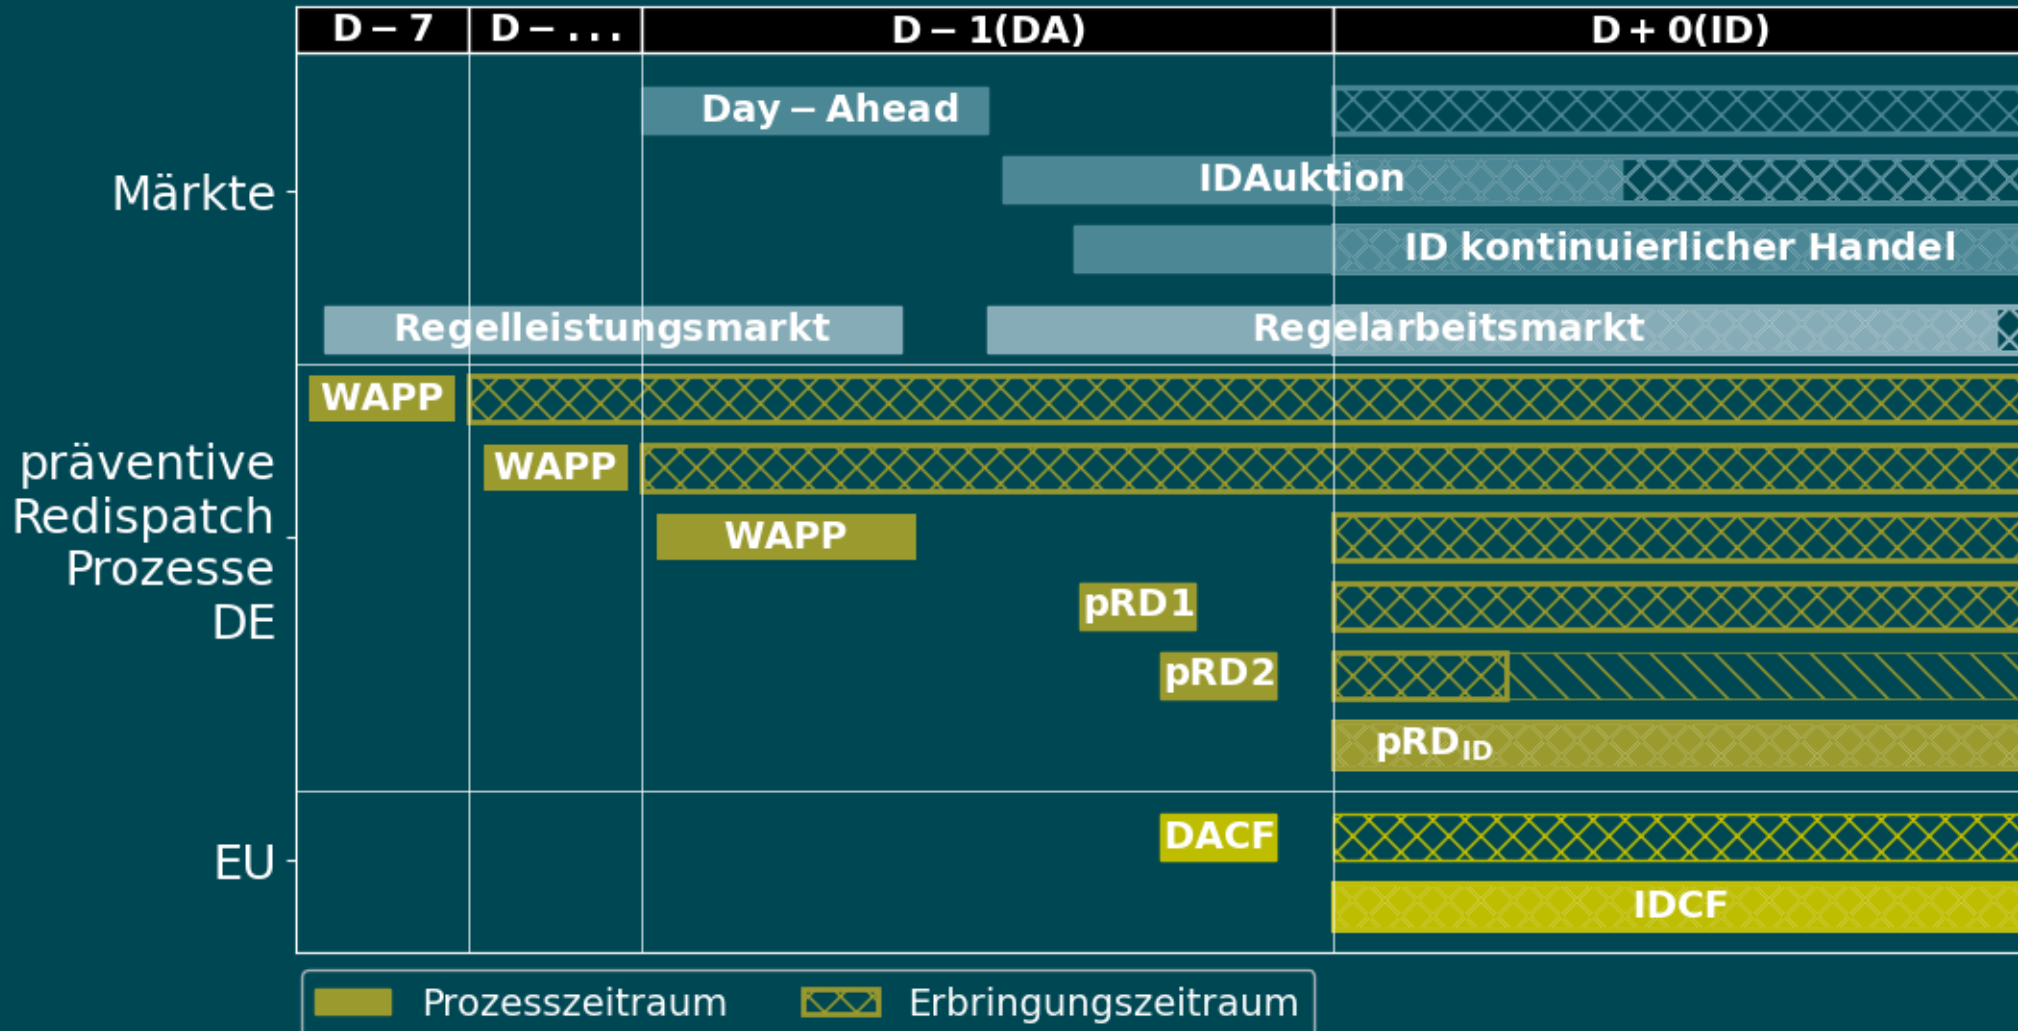 D – 7
D – ...
D – 1(DA)
D + 0(ID)
Märkte
Day – Ahead
IDAuktion
ID kontinuierlicher Handel
Regelleistungsmarkt
Regelarbeitsmarkt
präventive
Redispatch
Prozesse
DE
WAPP
WAPP
WAPP
pRD1
pRD2
pRD_ID
EU
DACF
IDCF
Prozesszeitraum
Erbringungszeitraum